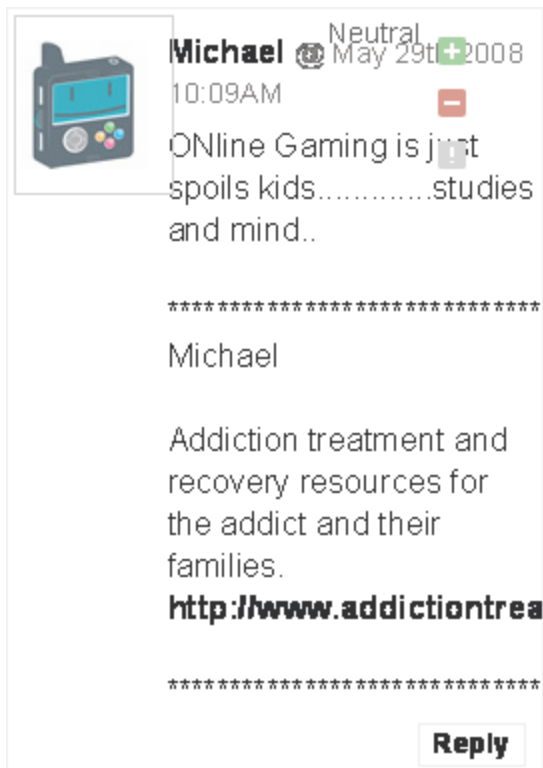 Neutral
Michael @ May 29th 2008
10:09AM
ONline Gaming is just
spoils kids.............studies
and mind..
******************************
Michael
Addiction treatment and
recovery resources for
the addict and their
families.
http://www.addictiontrea
******************************
Reply